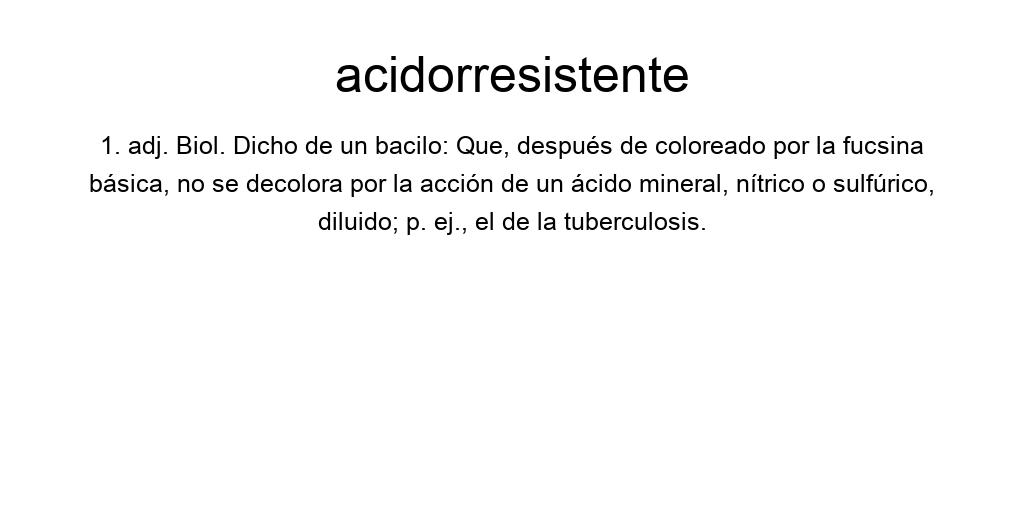 acidorresistente
1. adj. Biol. Dicho de un bacilo: Que, después de coloreado por la fucsina
básica, no se decolora por la acción de un ácido mineral, nítrico o sulfúrico,
diluido; p. ej., el de la tuberculosis.